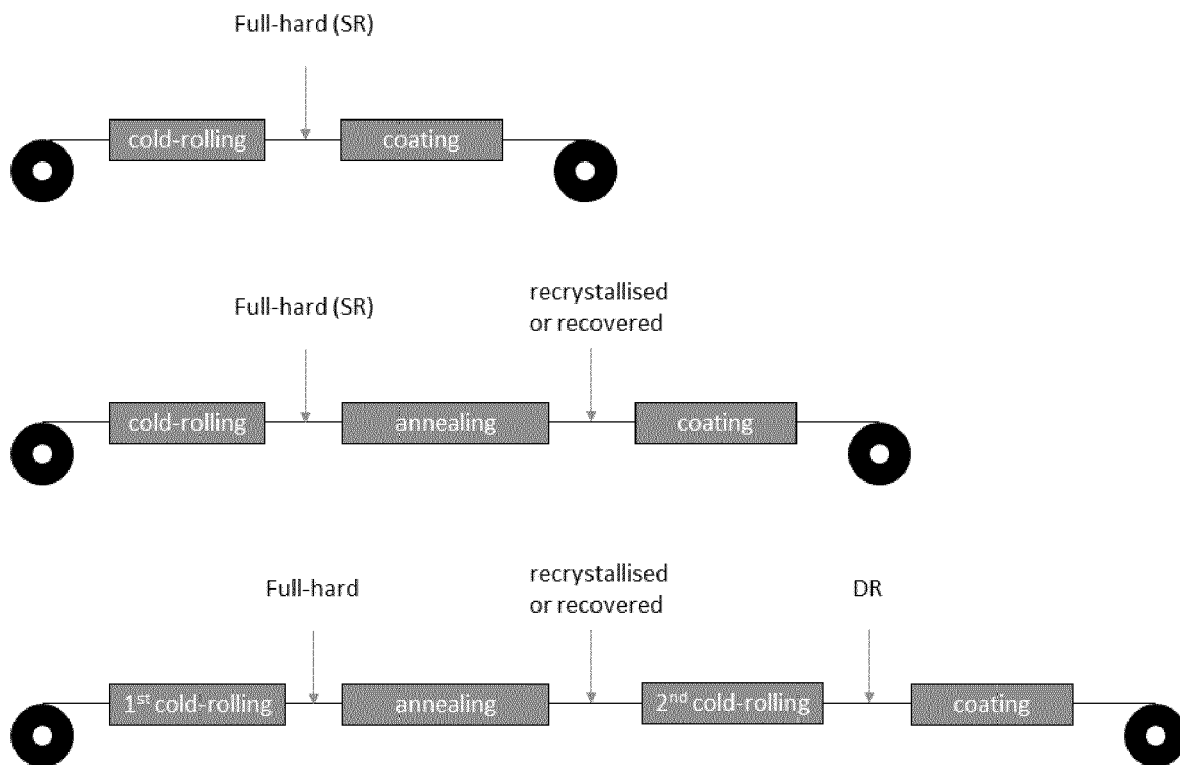 Full-hard (SR)
cold-rolling
coating
Full-hard (SR)
recrystallised
or recovered
cold-rolling
annealing
coating
Full-hard
recrystallised
or recovered
DR
1st cold-rolling
annealing
2nd cold-rolling
coating